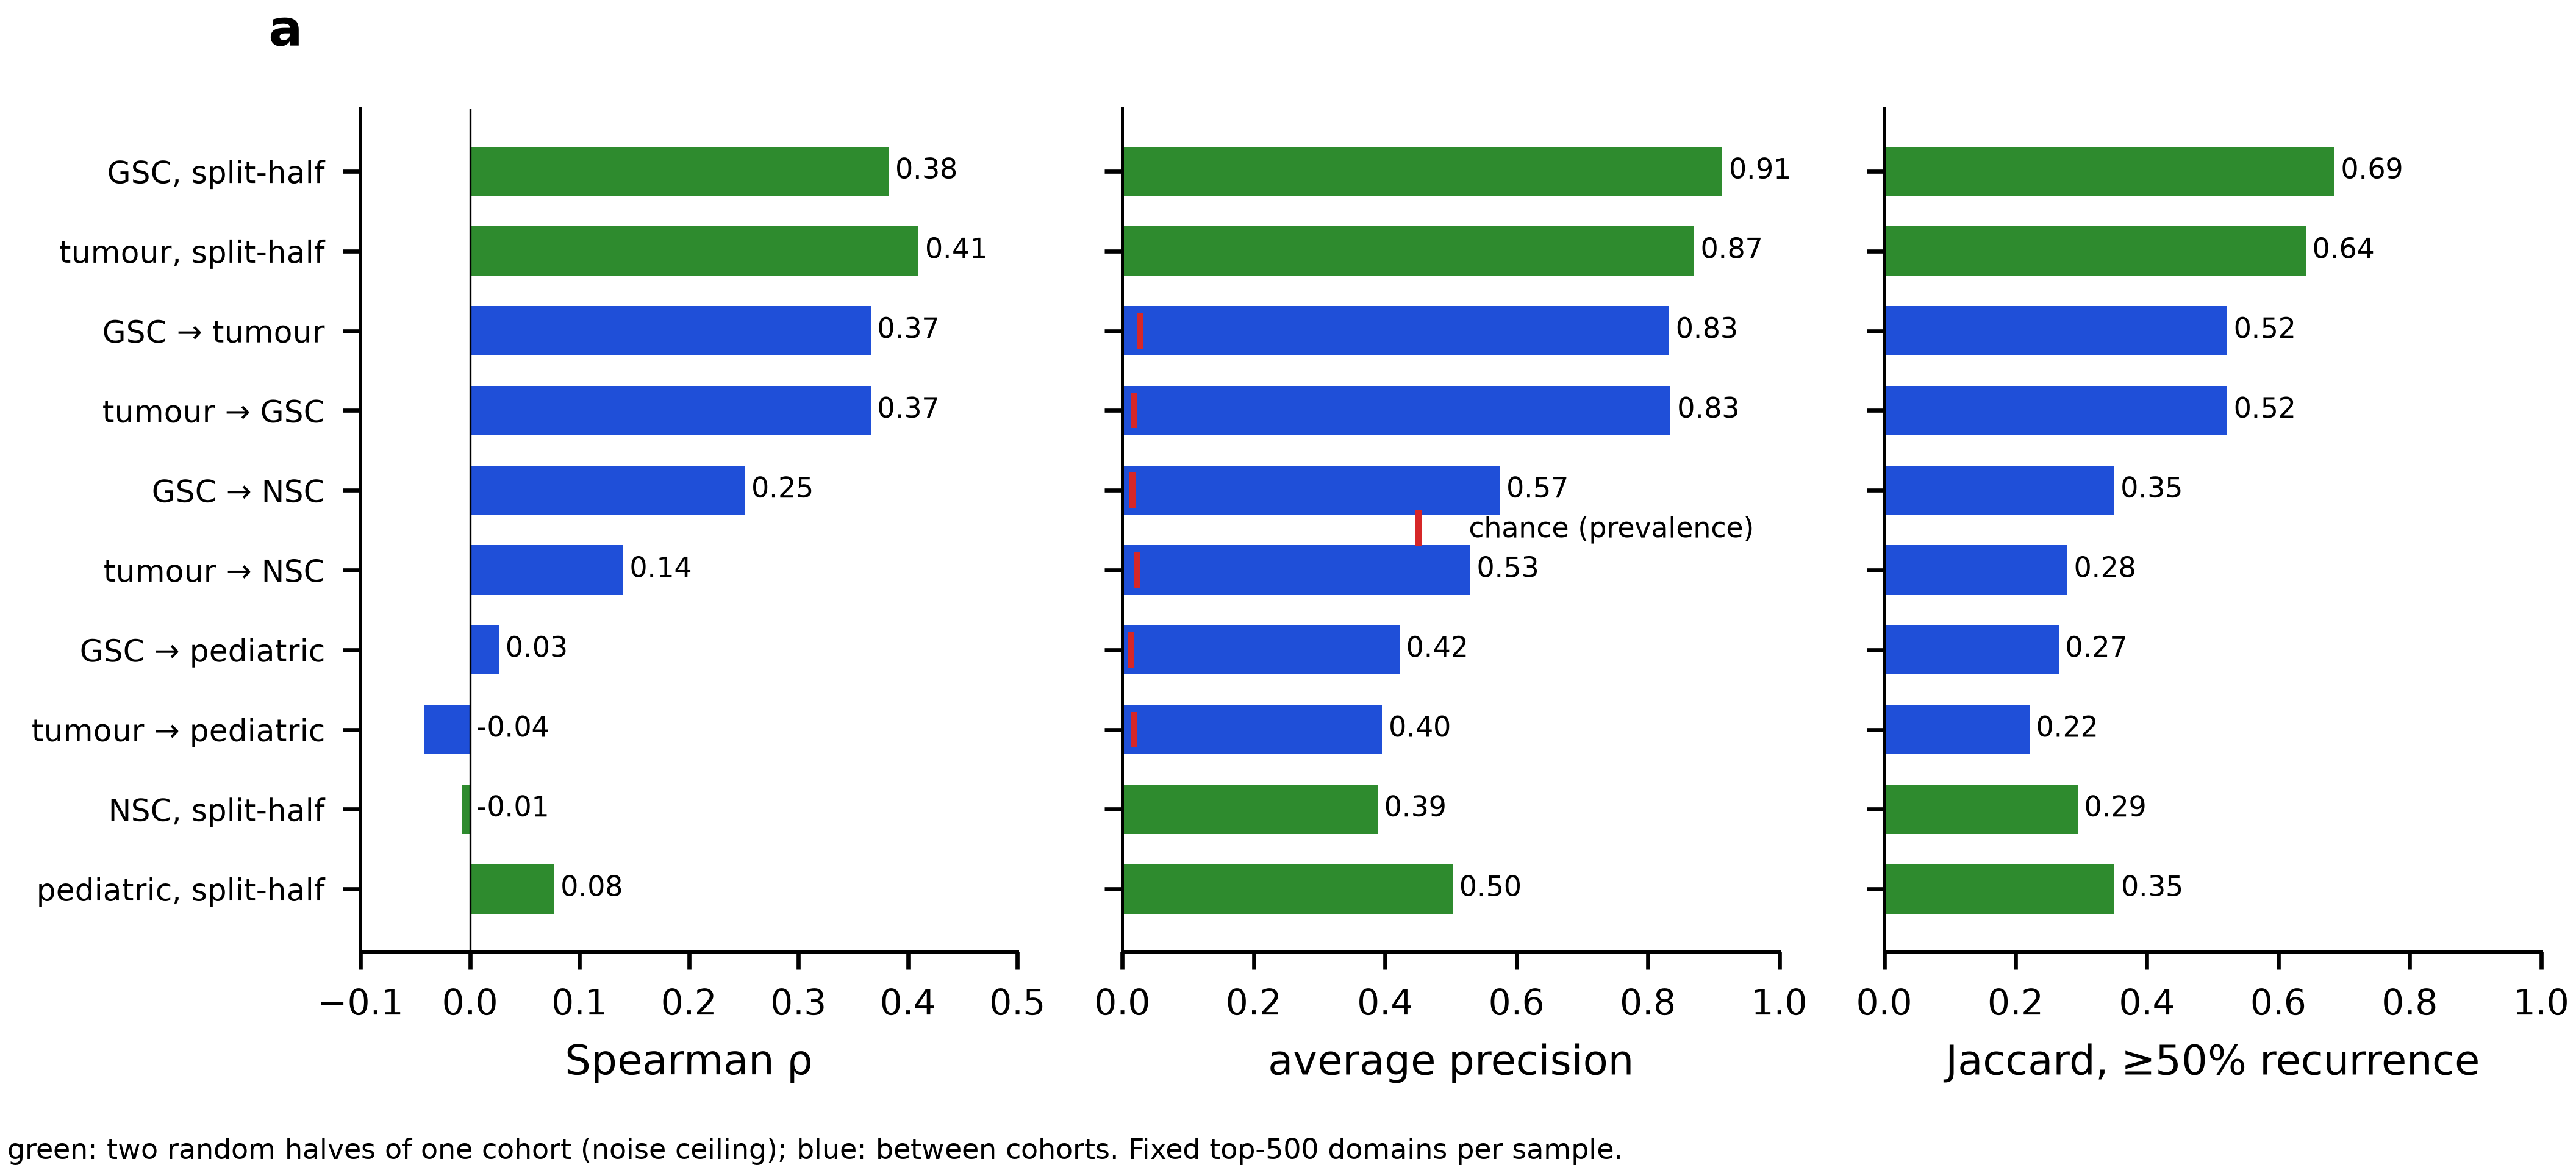 a
GSC, split-half
0.38
0.91
0.69
tumour, split-half
0.41
0.87
0.64
GSC → tumour
0.37
0.83
0.52
tumour → GSC
0.37
0.83
0.52
GSC → NSC
0.25
0.57
0.35
chance (prevalence)
tumour → NSC
0.14
0.53
0.28
GSC → pediatric
0.03
0.42
0.27
tumour → pediatric
-0.04
0.40
0.22
NSC, split-half
-0.01
0.39
0.29
pediatric, split-half
0.08
0.50
0.35
−0.1 0.0 0.1 0.2 0.3 0.4 0.5
0.0 0.2 0.4 0.6 0.8 1.0
0.0 0.2 0.4 0.6 0.8 1.0
Spearman ρ
average precision
Jaccard, ≥50% recurrence
green: two random halves of one cohort (noise ceiling); blue: between cohorts. Fixed top-500 domains per sample.